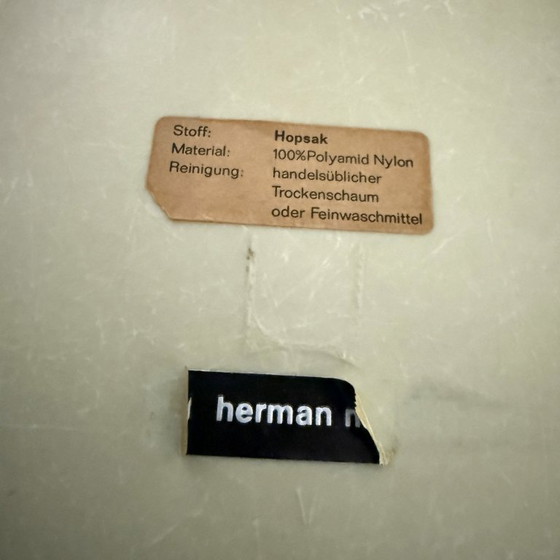 Stoff: Hopsak
Material: 100%Polyamid Nylon
Reinigung: handelsüblicher
Trockenschaum
oder Feinwaschmittel
herman